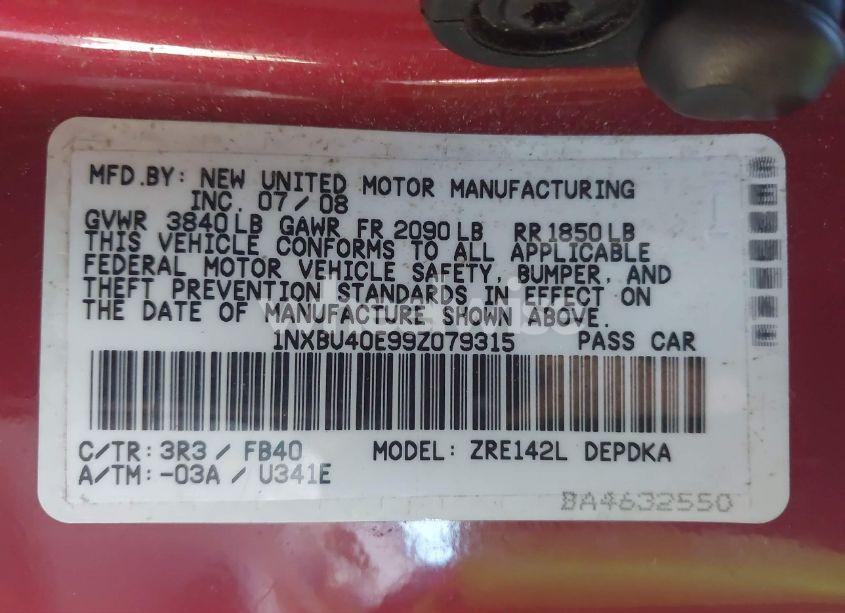 MFD.BY: NEW UNITED MOTOR MANUFACTURING
INC. 07/08
GVWR 3840LB GAWR FR 2090LB RR1850LB
THIS VEHICLE CONFORMS TO ALL APPLICABLE
FEDERAL MOTOR VEHICLE SAFETY, BUMPER, AND
THEFT PREVENTION STANDARDS IN EFFECT ON
THE DATE OF MANUFACTURE SHOWN ABOVE.
1NXBU40E99Z079315 PASS CAR
C/TR: 3R3 / FB40 MODEL: ZRE142L DEPDKA
A/TM: -03A / U341E
BA4632550